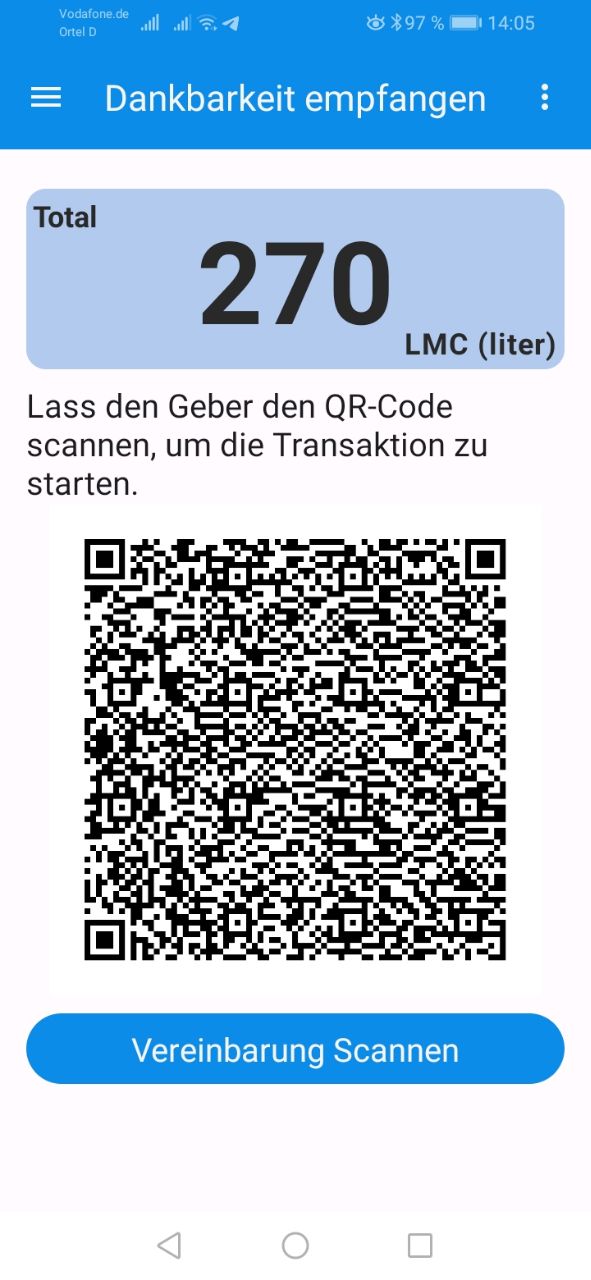 Vodafone.de
Ortel D
97 %
14:05
Dankbarkeit empfangen
Total
270
LMC (liter)
Lass den Geber den QR-Code
scannen, um die Transaktion zu
starten.
Vereinbarung Scannen